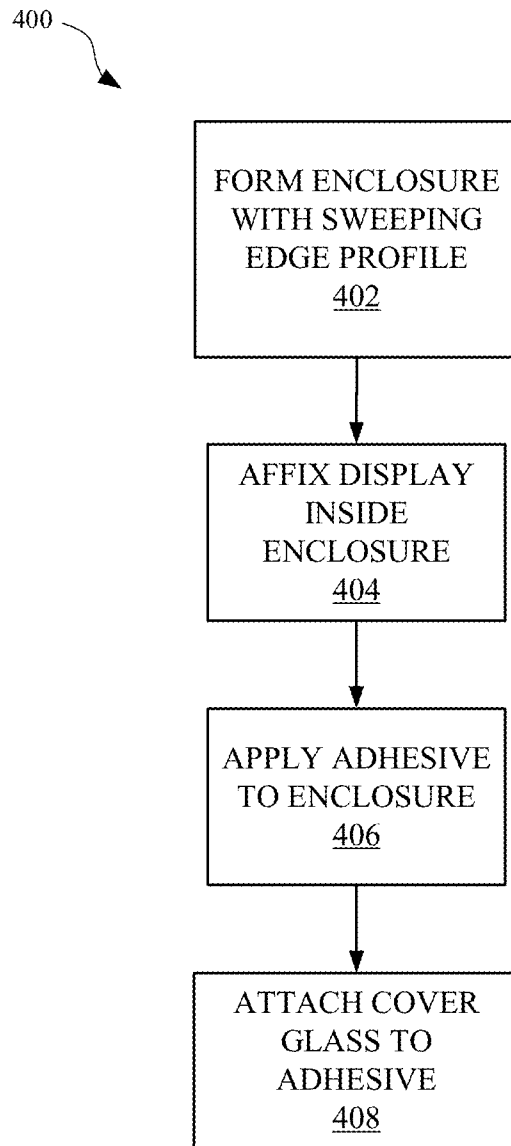 400
FORM ENCLOSURE
WITH SWEEPING
EDGE PROFILE
402
AFFIX DISPLAY
INSIDE
ENCLOSURE
404
APPLY ADHESIVE
TO ENCLOSURE
406
ATTACH COVER
GLASS TO
ADHESIVE
408